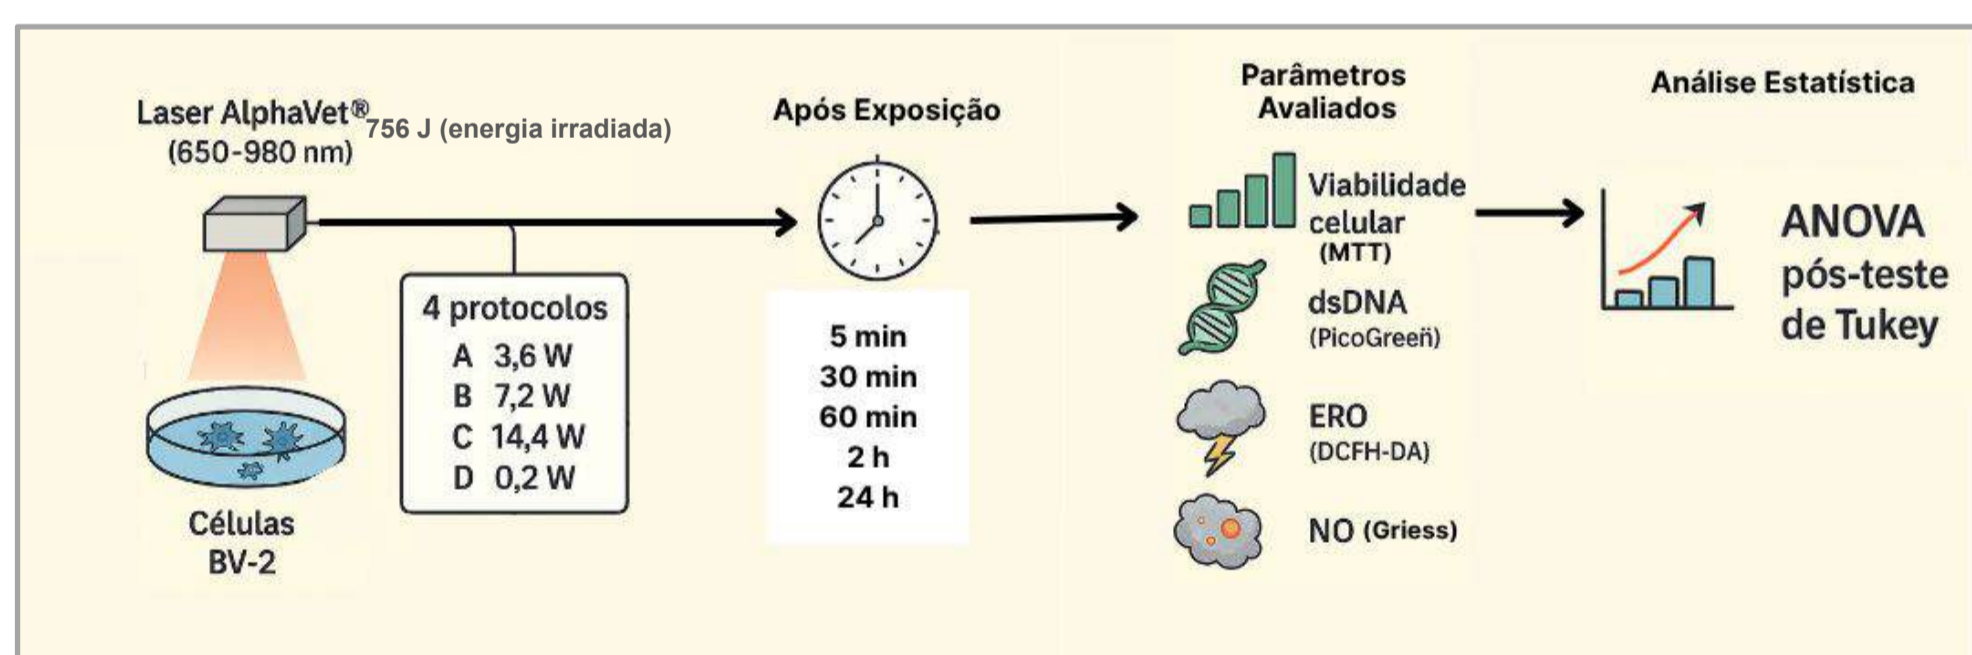 Laser AlphaVet®
(650-980 nm)
756 J (energia irradiada)
Células
BV-2
4 protocolos
A 3,6 W
B 7,2 W
C 14,4 W
D 0,2 W
Após Exposição
5 min
30 min
60 min
2 h
24 h
Parâmetros
Avaliados
Viabilidade
celular
(MTT)
dsDNA
(PicoGreen̈)
ERO
(DCFH-DA)
NO (Griess)
Análise Estatística
ANOVA
pós-teste
de Tukey